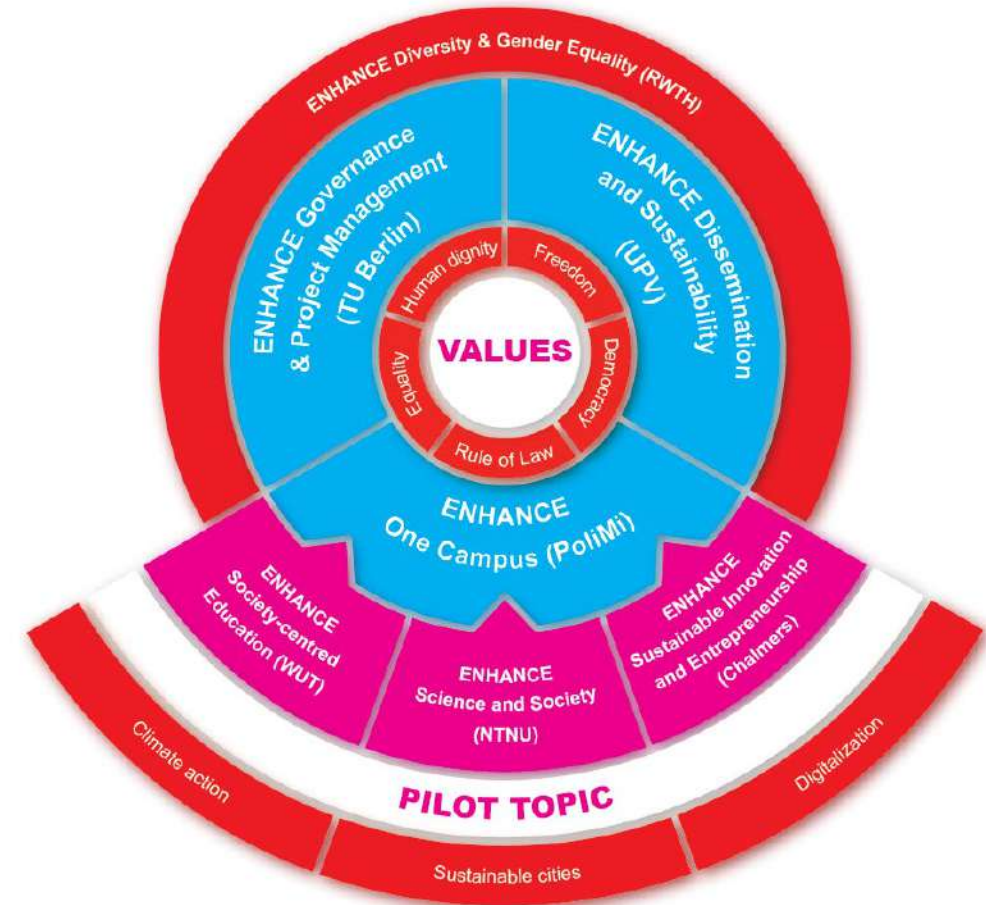 ENHANCE Diversity & Gender Equality (RWTH)
ENHANCE Governance
& Project Management
(TU Berlin)
ENHANCE Dissemination
and Sustainability
(UPV)
Human dignity
Freedom
VALUES
Equality
Democracy
Rule of Law
ENHANCE
One Campus (PoliMi)
ENHANCE
Society-centred
Education (WUT)
ENHANCE
Science and Society
(NTNU)
ENHANCE
Sustainable Innovation
and Entrepreneurship
(Chalmers)
PILOT TOPIC
Climate action
Sustainable cities
Digitalization